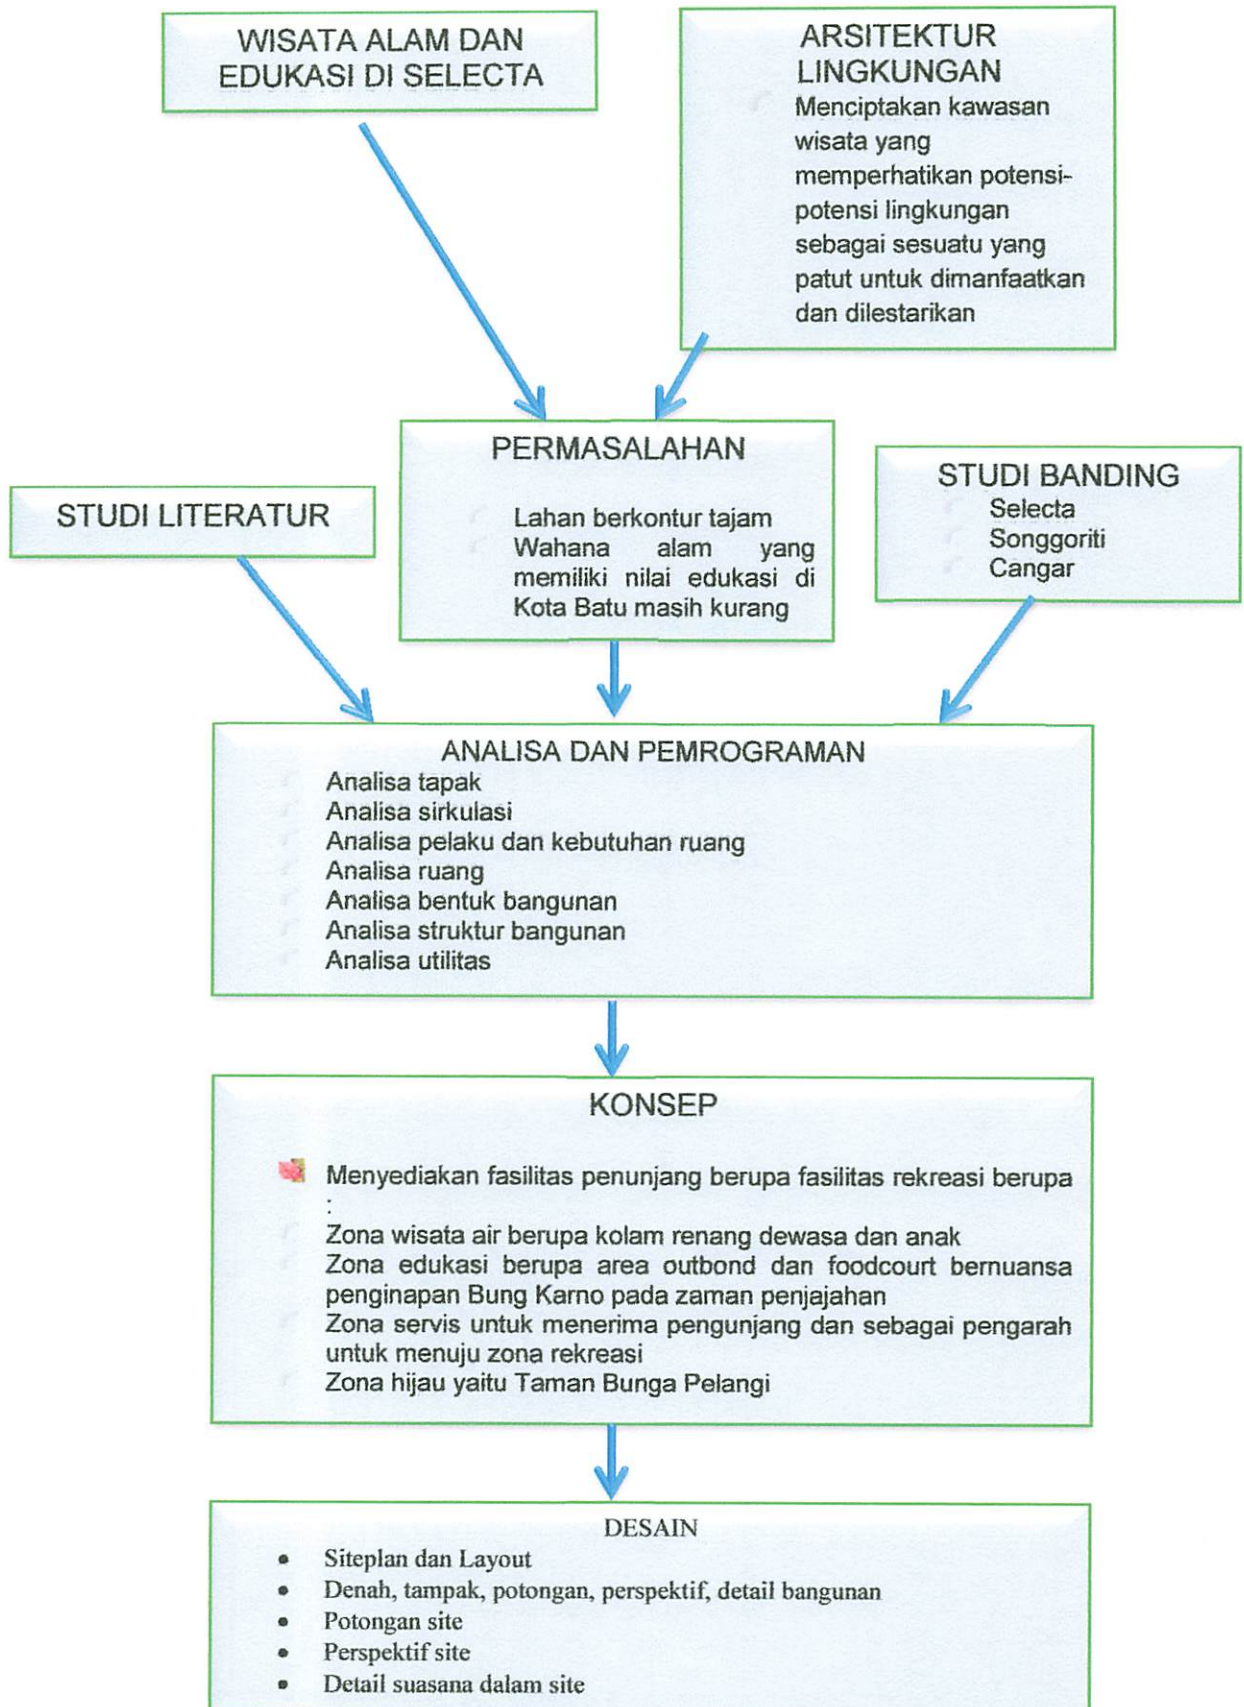 WISATA ALAM DAN
EDUKASI DI SELECTA
ARSITEKTUR
LINGKUNGAN
Menciptakan kawasan
wisata yang
memperhatikan potensi-
potensi lingkungan
sebagai sesuatu yang
patut untuk dimanfaatkan
dan dilestarikan
PERMASALAHAN
Lahan berkontur tajam
Wahana alam yang
memiliki nilai edukasi di
Kota Batu masih kurang
STUDI LITERATUR
STUDI BANDING
Selecta
Songgoriti
Cangar
ANALISA DAN PEMROGRAMAN
Analisa tapak
Analisa sirkulasi
Analisa pelaku dan kebutuhan ruang
Analisa ruang
Analisa bentuk bangunan
Analisa struktur bangunan
Analisa utilitas
KONSEP
Menyediakan fasilitas penunjang berupa fasilitas rekreasi berupa
:
Zona wisata air berupa kolam renang dewasa dan anak
Zona edukasi berupa area outbond dan foodcourt bernuansa
penginapan Bung Karno pada zaman penjajahan
Zona servis untuk menerima pengunjang dan sebagai pengarah
untuk menuju zona rekreasi
Zona hijau yaitu Taman Bunga Pelangi
DESAIN
• Siteplan dan Layout
• Denah, tampak, potongan, perspektif, detail bangunan
• Potongan site
• Perspektif site
• Detail suasana dalam site